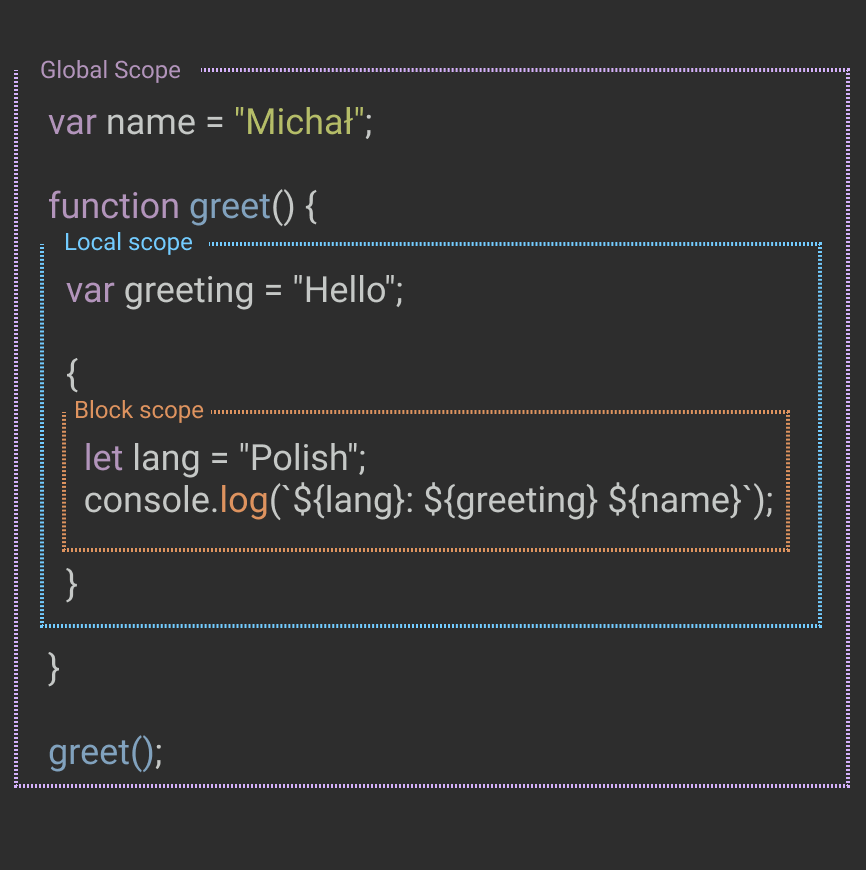 Global Scope
var name = "Michał";
function greet() {
Local scope
var greeting = "Hello";
{
Block scope
let lang = "Polish";
console.log(`${lang}: ${greeting} ${name}`);
}
}
greet();